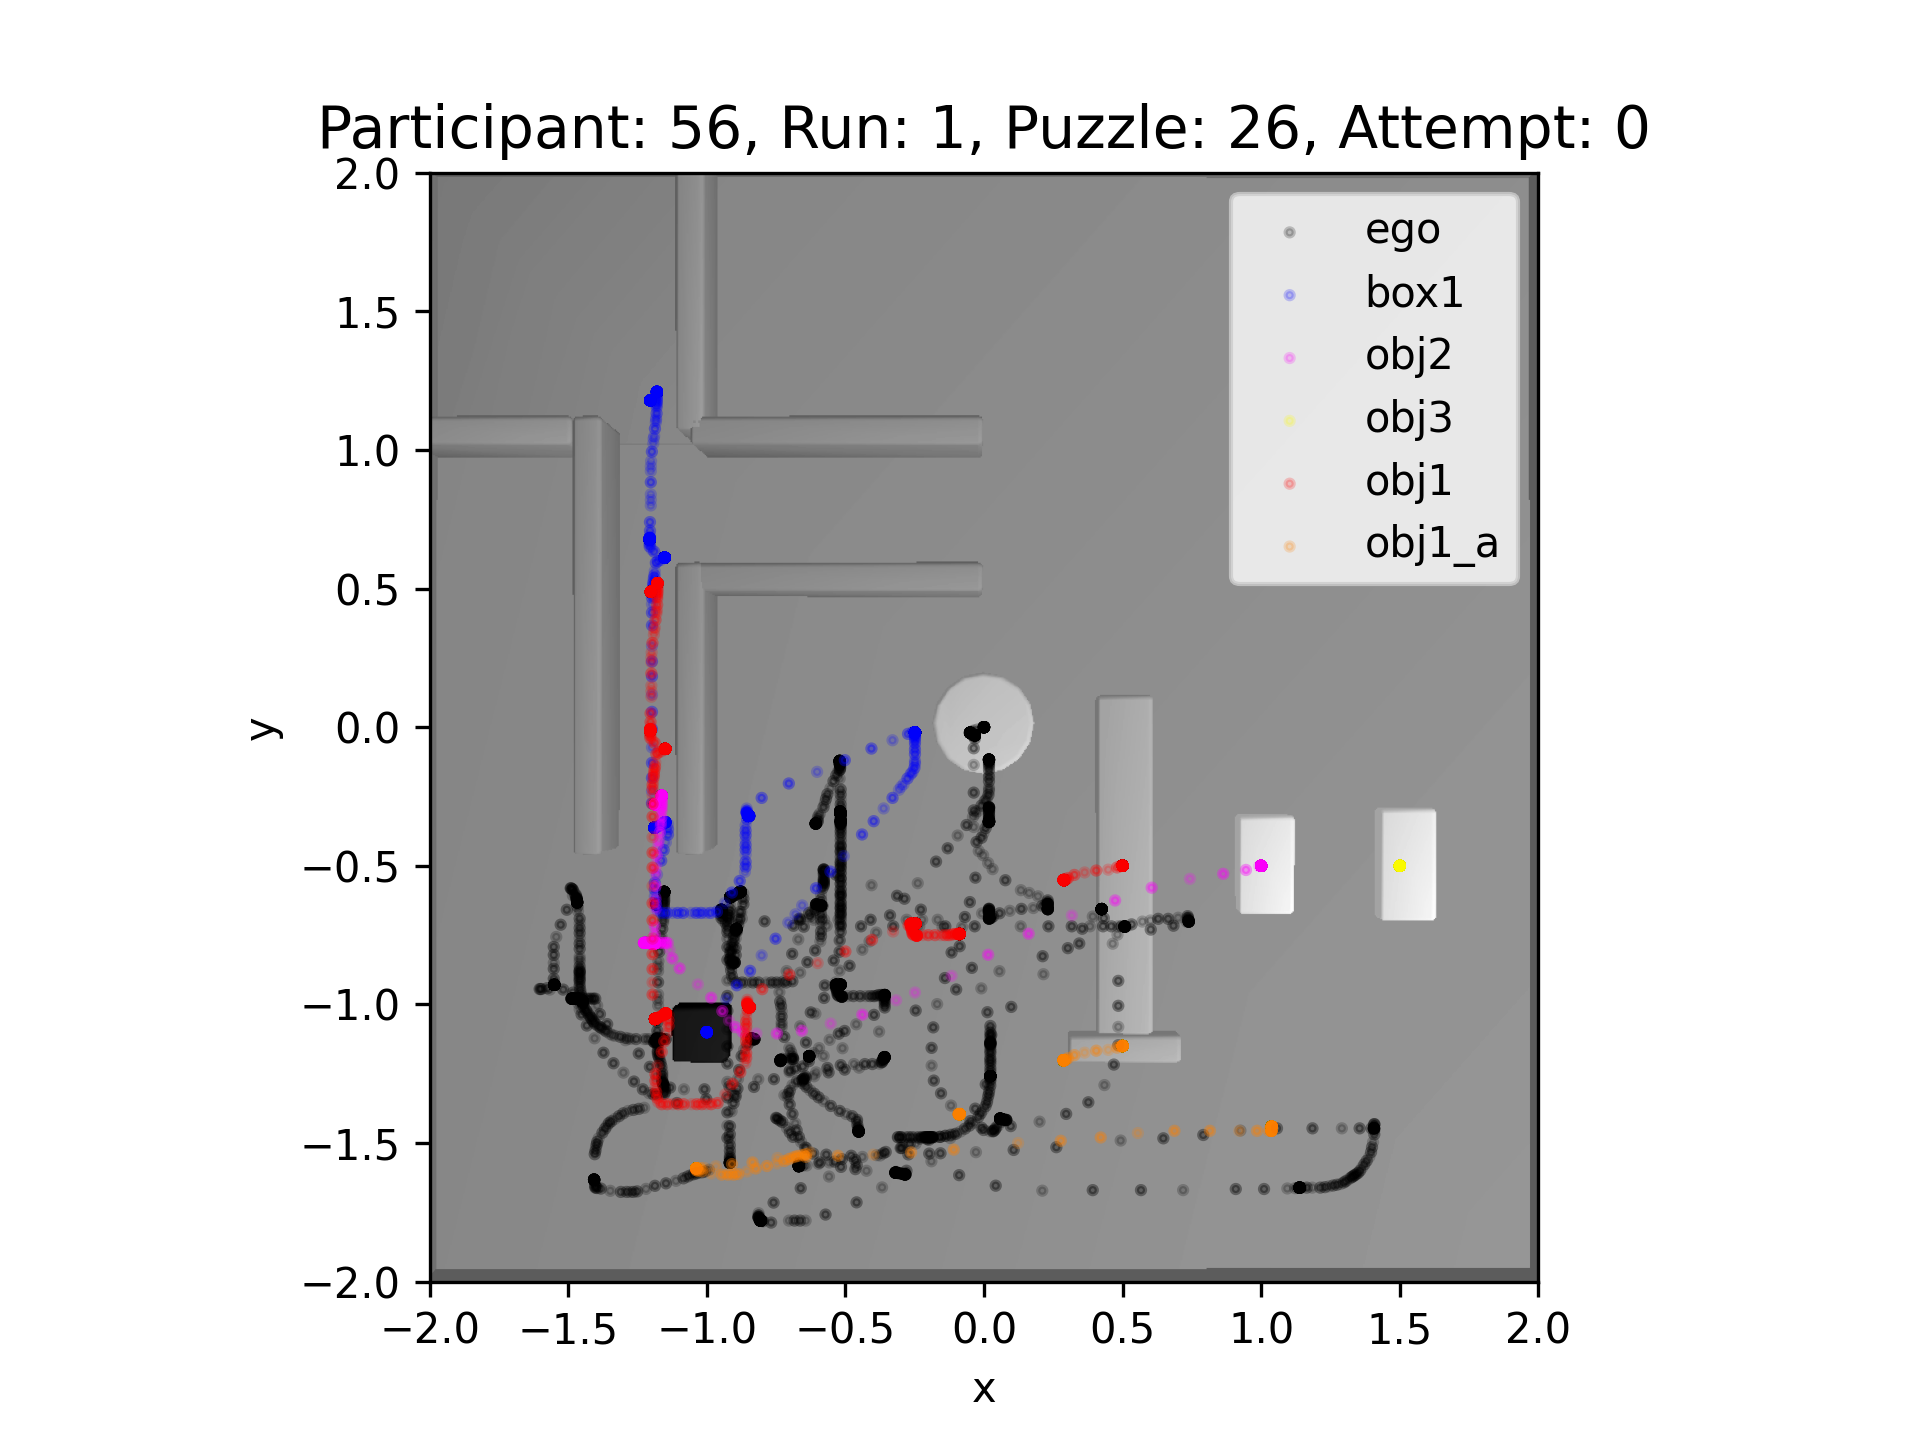 Participant: 56, Run: 1, Puzzle: 26, Attempt: 0
2.0
1.5
1.0
0.5
0.0
−0.5
−1.0
−1.5
−2.0
y
ego
box1
obj2
obj3
obj1
obj1_a
−2.0 −1.5 −1.0 −0.5 0.0 0.5 1.0 1.5 2.0
x